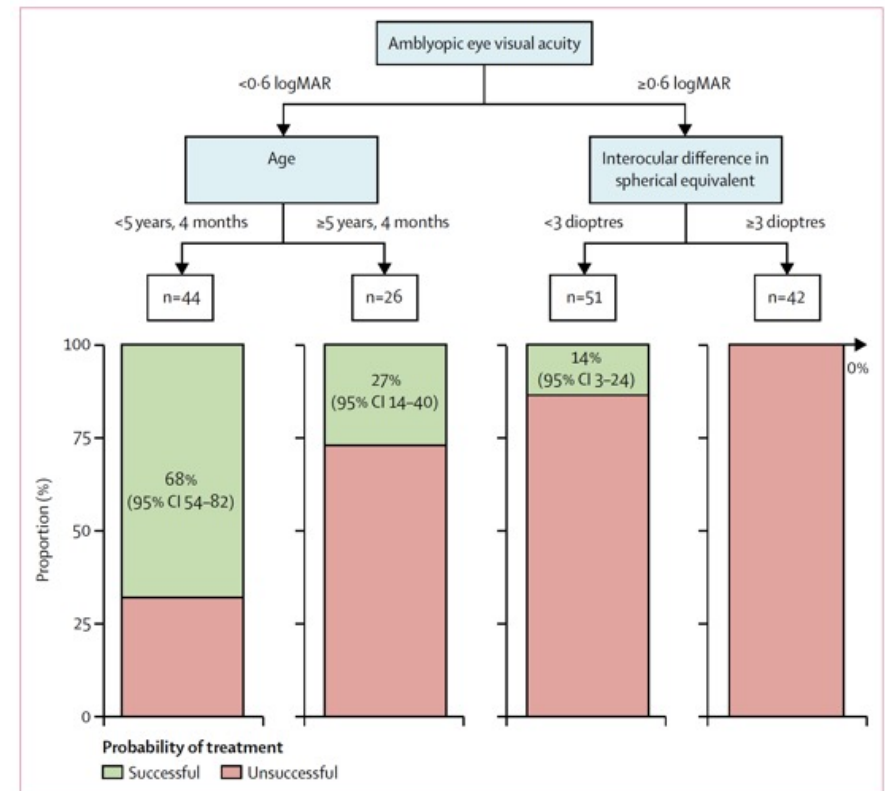 Amblyopic eye visual acuity
<0·6 logMAR
≥0·6 logMAR
Age
Interocular difference in
spherical equivalent
<5 years, 4 months
≥5 years, 4 months
<3 dioptres
≥3 dioptres
n=44
n=26
n=51
n=42
100
75
50
25
0
Proportion (%)
68%
(95% CI 54–82)
27%
(95% CI 14–40)
14%
(95% CI 3–24)
0%
Probability of treatment
Successful
Unsuccessful